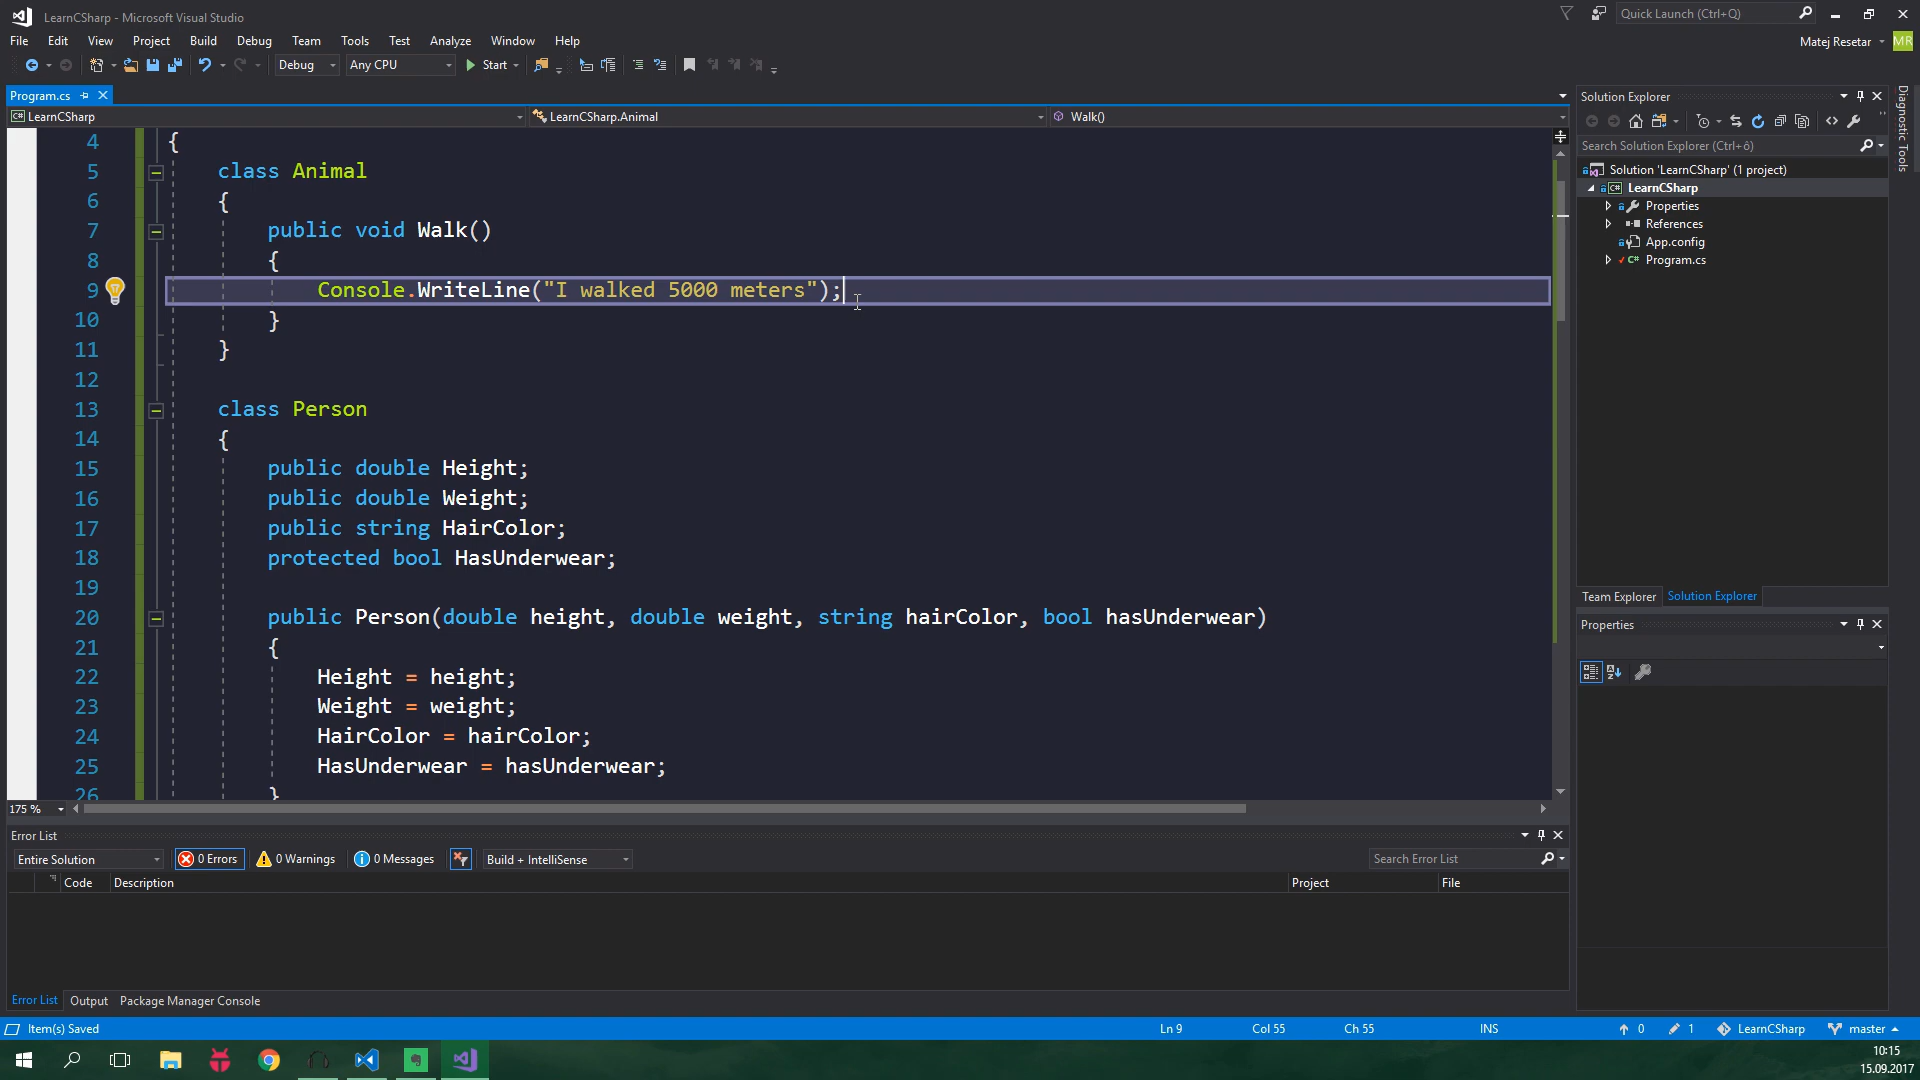 LearnCSharp - Microsoft Visual Studio
Quick Launch (Ctrl+Q)
File Edit View Project Build Debug Team Tools Test Analyze Window Help
Matej Resetar MR
Debug Any CPU Start
Program.cs
LearnCSharp LearnCSharp.Animal Walk()
4 {
5 class Animal
6 {
7 public void Walk()
8 {
9 Console.WriteLine("I walked 5000 meters");
10 }
11 }
12
13 class Person
14 {
15 public double Height;
16 public double Weight;
17 public string HairColor;
18 protected bool HasUnderwear;
19
20 public Person(double height, double weight, string hairColor, bool hasUnderwear)
21 {
22 Height = height;
23 Weight = weight;
24 HairColor = hairColor;
25 HasUnderwear = hasUnderwear;
26 }
175 %
Solution Explorer
Search Solution Explorer (Ctrl+ô)
Solution 'LearnCSharp' (1 project)
C# LearnCSharp
Properties
References
App.config
C# Program.cs
Team Explorer Solution Explorer
Properties
Diagnostic Tools
Error List
Entire Solution 0 Errors 0 Warnings 0 Messages Build + IntelliSense Search Error List
Code Description Project File
Error List Output Package Manager Console
Item(s) Saved Ln 9 Col 55 Ch 55 INS 0 1 LearnCSharp master
10:15
15.09.2017